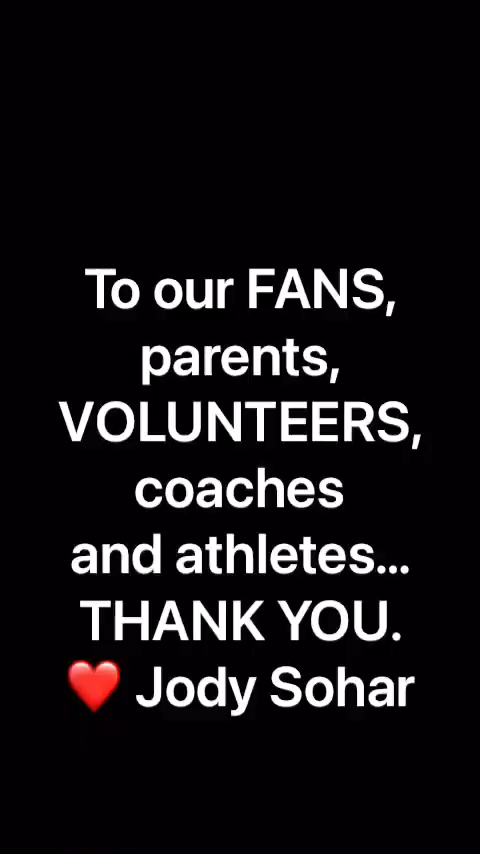 To our FANS,
parents,
VOLUNTEERS,
coaches
and athletes...
THANK YOU.
❤️ Jody Sohar